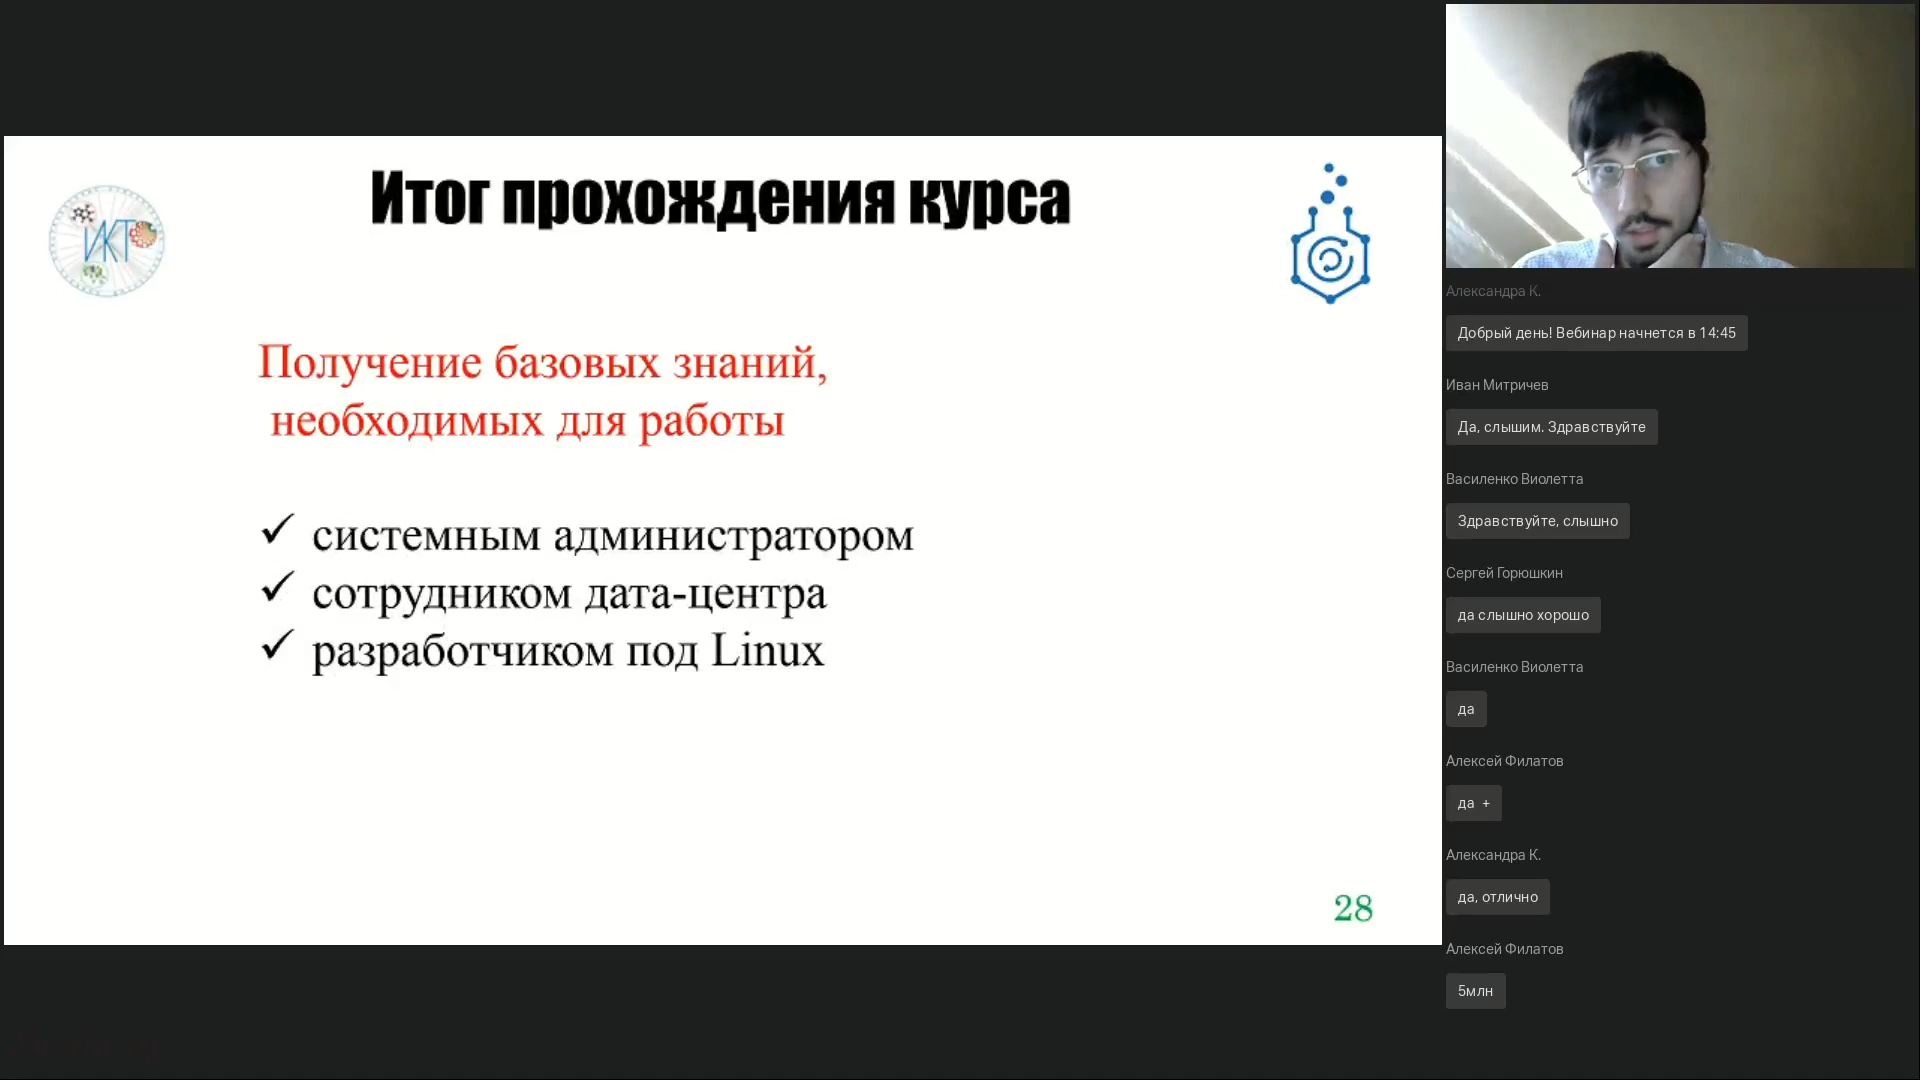 Итог прохождения курса
ИКТ
Получение базовых знаний,
необходимых для работы
✓ системным администратором
✓ сотрудником дата-центра
✓ разработчиком под Linux
28
Александра К.
Добрый день! Вебинар начнется в 14:45
Иван Митричев
Да, слышим. Здравствуйте
Василенко Виолетта
Здравствуйте, слышно
Сергей Горюшкин
да слышно хорошо
Василенко Виолетта
да
Алексей Филатов
да +
Александра К.
да, отлично
Алексей Филатов
5млн